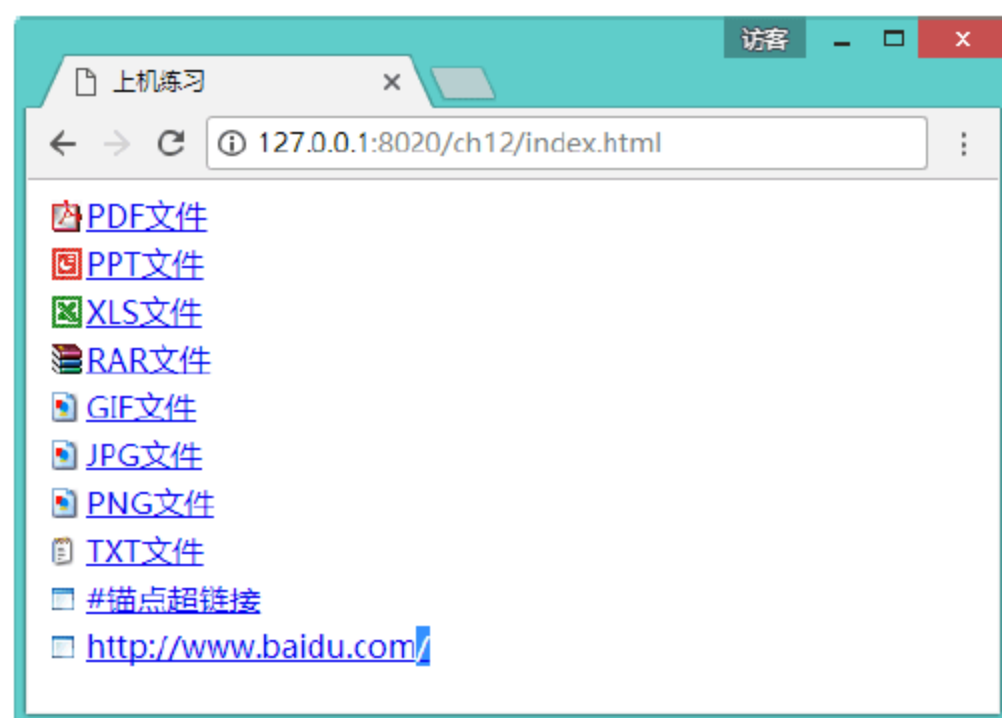 访客
上机练习
127.0.0.1:8020/ch12/index.html
PDF文件
PPT文件
XLS文件
RAR文件
GIF文件
JPG文件
PNG文件
TXT文件
#锚点超链接
http://www.baidu.com/